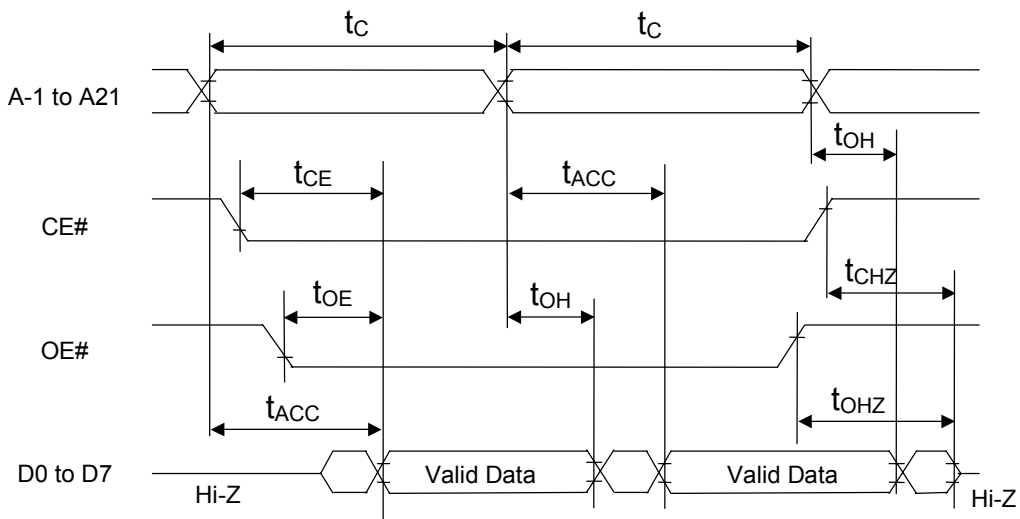 tC tC
A-1 to A21
tOH
tCE tACC
CE#
tCHZ
tOE tOH
OE#
tACC tOHZ
D0 to D7 Valid Data Valid Data
Hi-Z Hi-Z